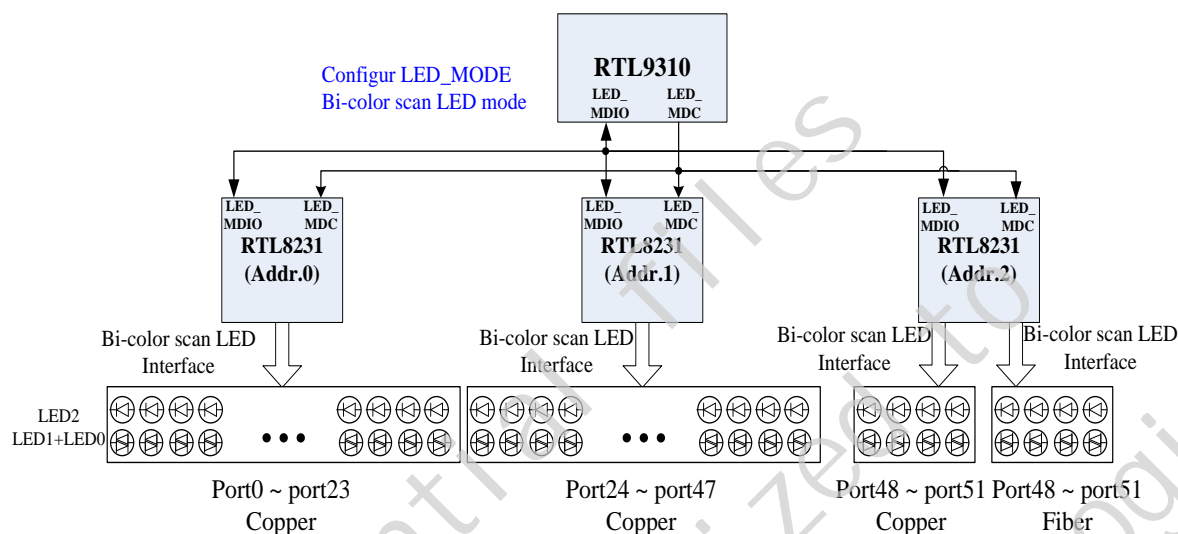 RTL9310
Configur LED_MODE
Bi-color scan LED mode
LED_ LED_
MDIO MDC
LED_ LED_ LED_ LED_ LED_ LED_
MDIO MDC MDIO MDC MDIO MDC
RTL8231 RTL8231 RTL8231
(Addr.0) (Addr.1) (Addr.2)
Bi-color scan LED Bi-color scan LED Bi-color scan LED Bi-color scan LED
Interface Interface Interface Interface
LED2
LED1+LED0
Port0 ~ port23 Port24 ~ port47 Port48 ~ port51 Port48 ~ port51
Copper Copper Copper Fiber
files
to